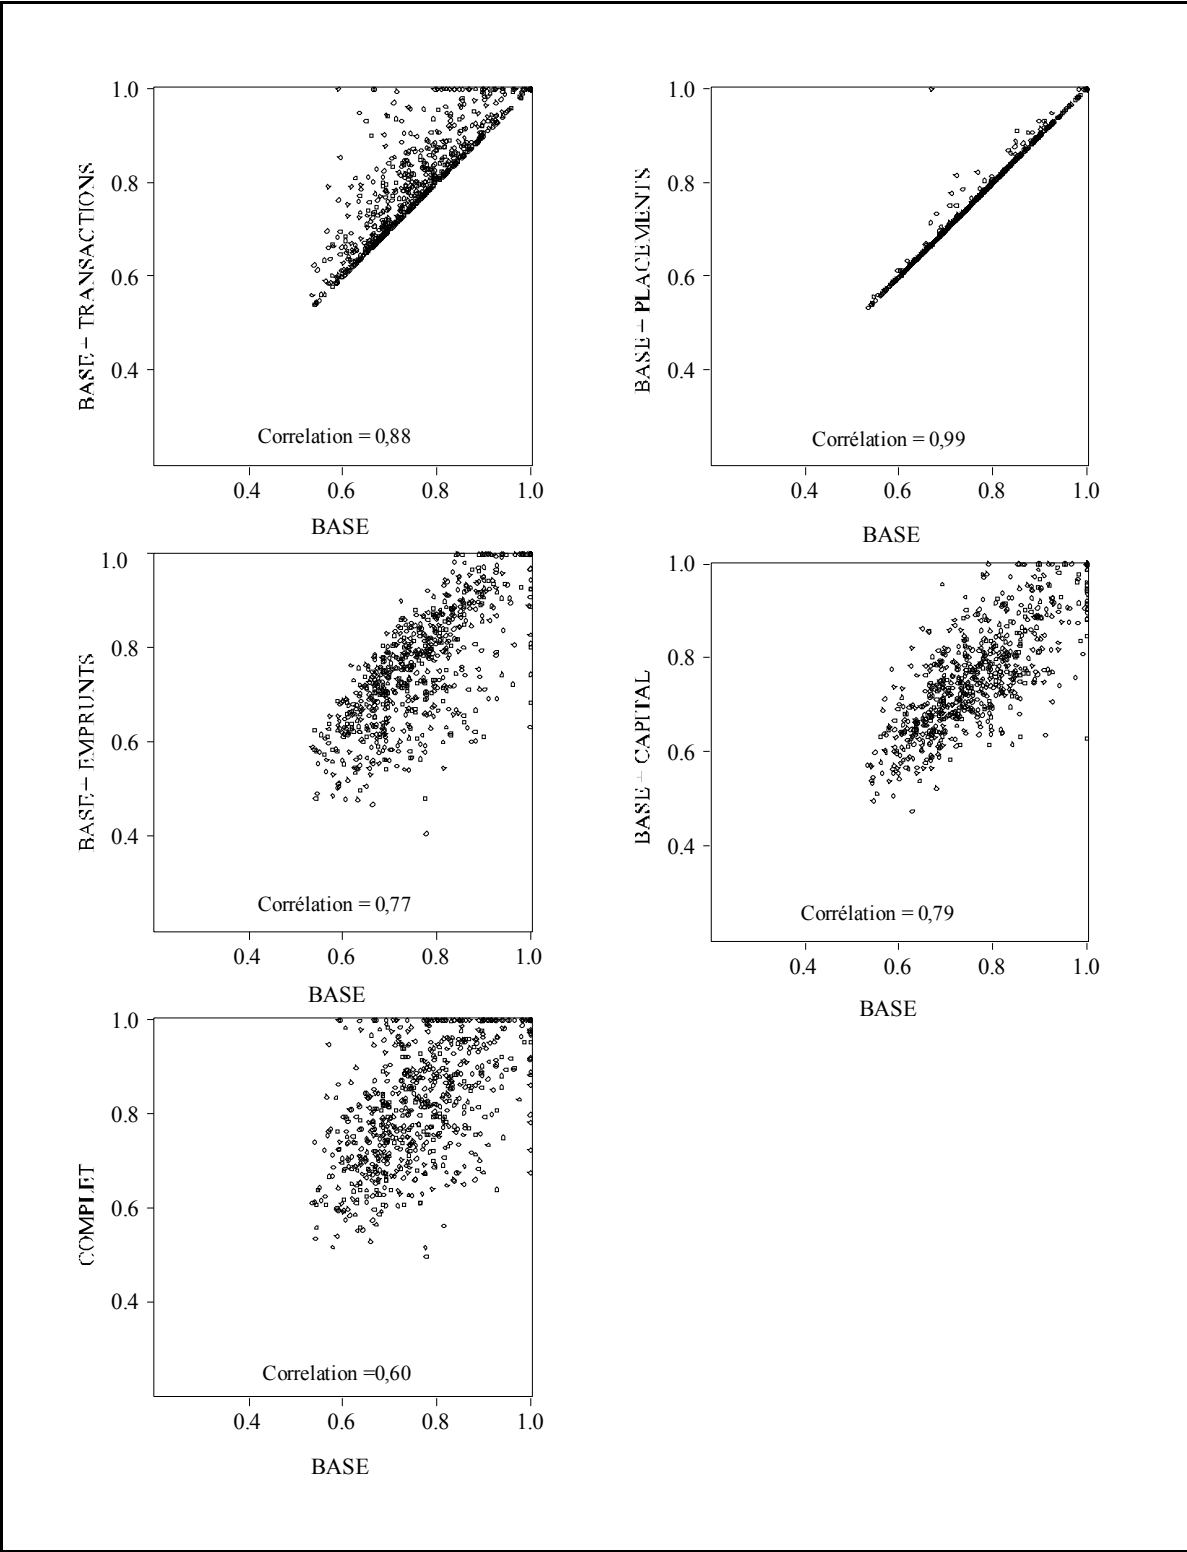 1.0
0.8
0.6
0.4
BASE + TRANSACTIONS
Correlation = 0,88
0.4 0.6 0.8 1.0
BASE
1.0
0.8
0.6
0.4
BASE + PLACEMENTS
Corrélation = 0,99
0.4 0.6 0.8 1.0
BASE
1.0
0.8
0.6
0.4
BASE + EMPRUNTS
Corrélation = 0,77
0.4 0.6 0.8 1.0
BASE
1.0
0.8
0.6
0.4
BASE + CAPITAL
Corrélation = 0,79
0.4 0.6 0.8 1.0
BASE
1.0
0.8
0.6
0.4
COMPLET
Correlation =0,60
0.4 0.6 0.8 1.0
BASE